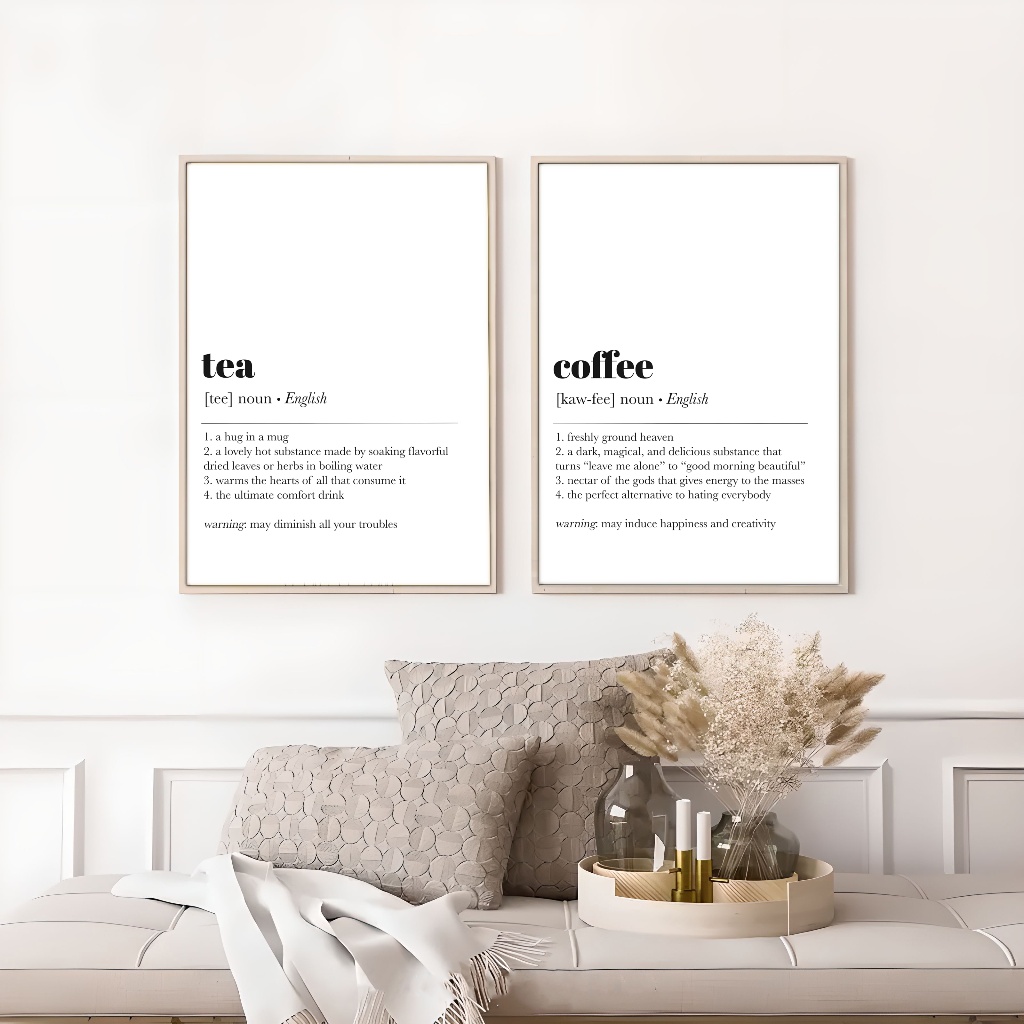 tea
[tee] noun • English
1. a hug in a mug
2. a lovely hot substance made by soaking flavorful
dried leaves or herbs in boiling water
3. warms the hearts of all that consume it
4. the ultimate comfort drink
warning: may diminish all your troubles
coffee
[kaw-fee] noun • English
1. freshly ground heaven
2. a dark, magical, and delicious substance that
turns “leave me alone” to “good morning beautiful”
3. nectar of the gods that gives energy to the masses
4. the perfect alternative to hating everybody
warning: may induce happiness and creativity